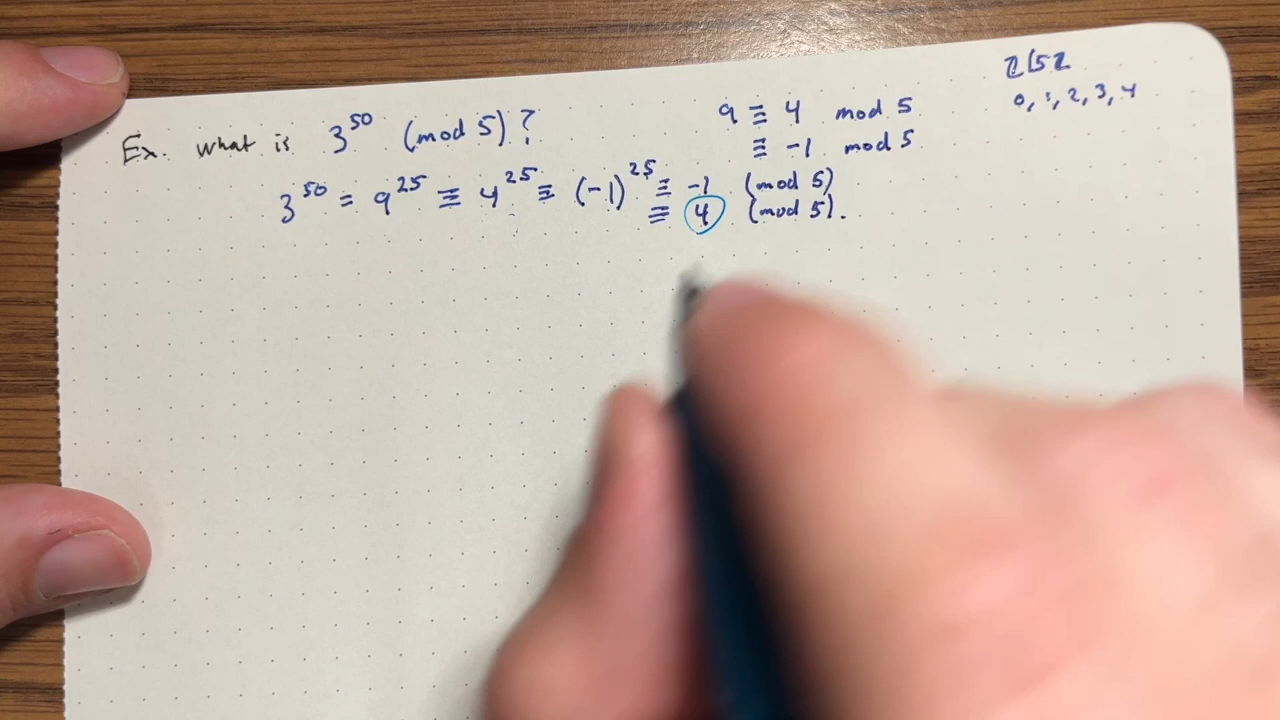 Ex. what is 3^50 (mod 5)?
3^50 = 9^25 ≡ 4^25 ≡ (-1)^25 ≡ -1 (mod 5)
≡ 4 (mod 5).
9 ≡ 4 mod 5
≡ -1 mod 5
ℤ/5ℤ
0, 1, 2, 3, 4